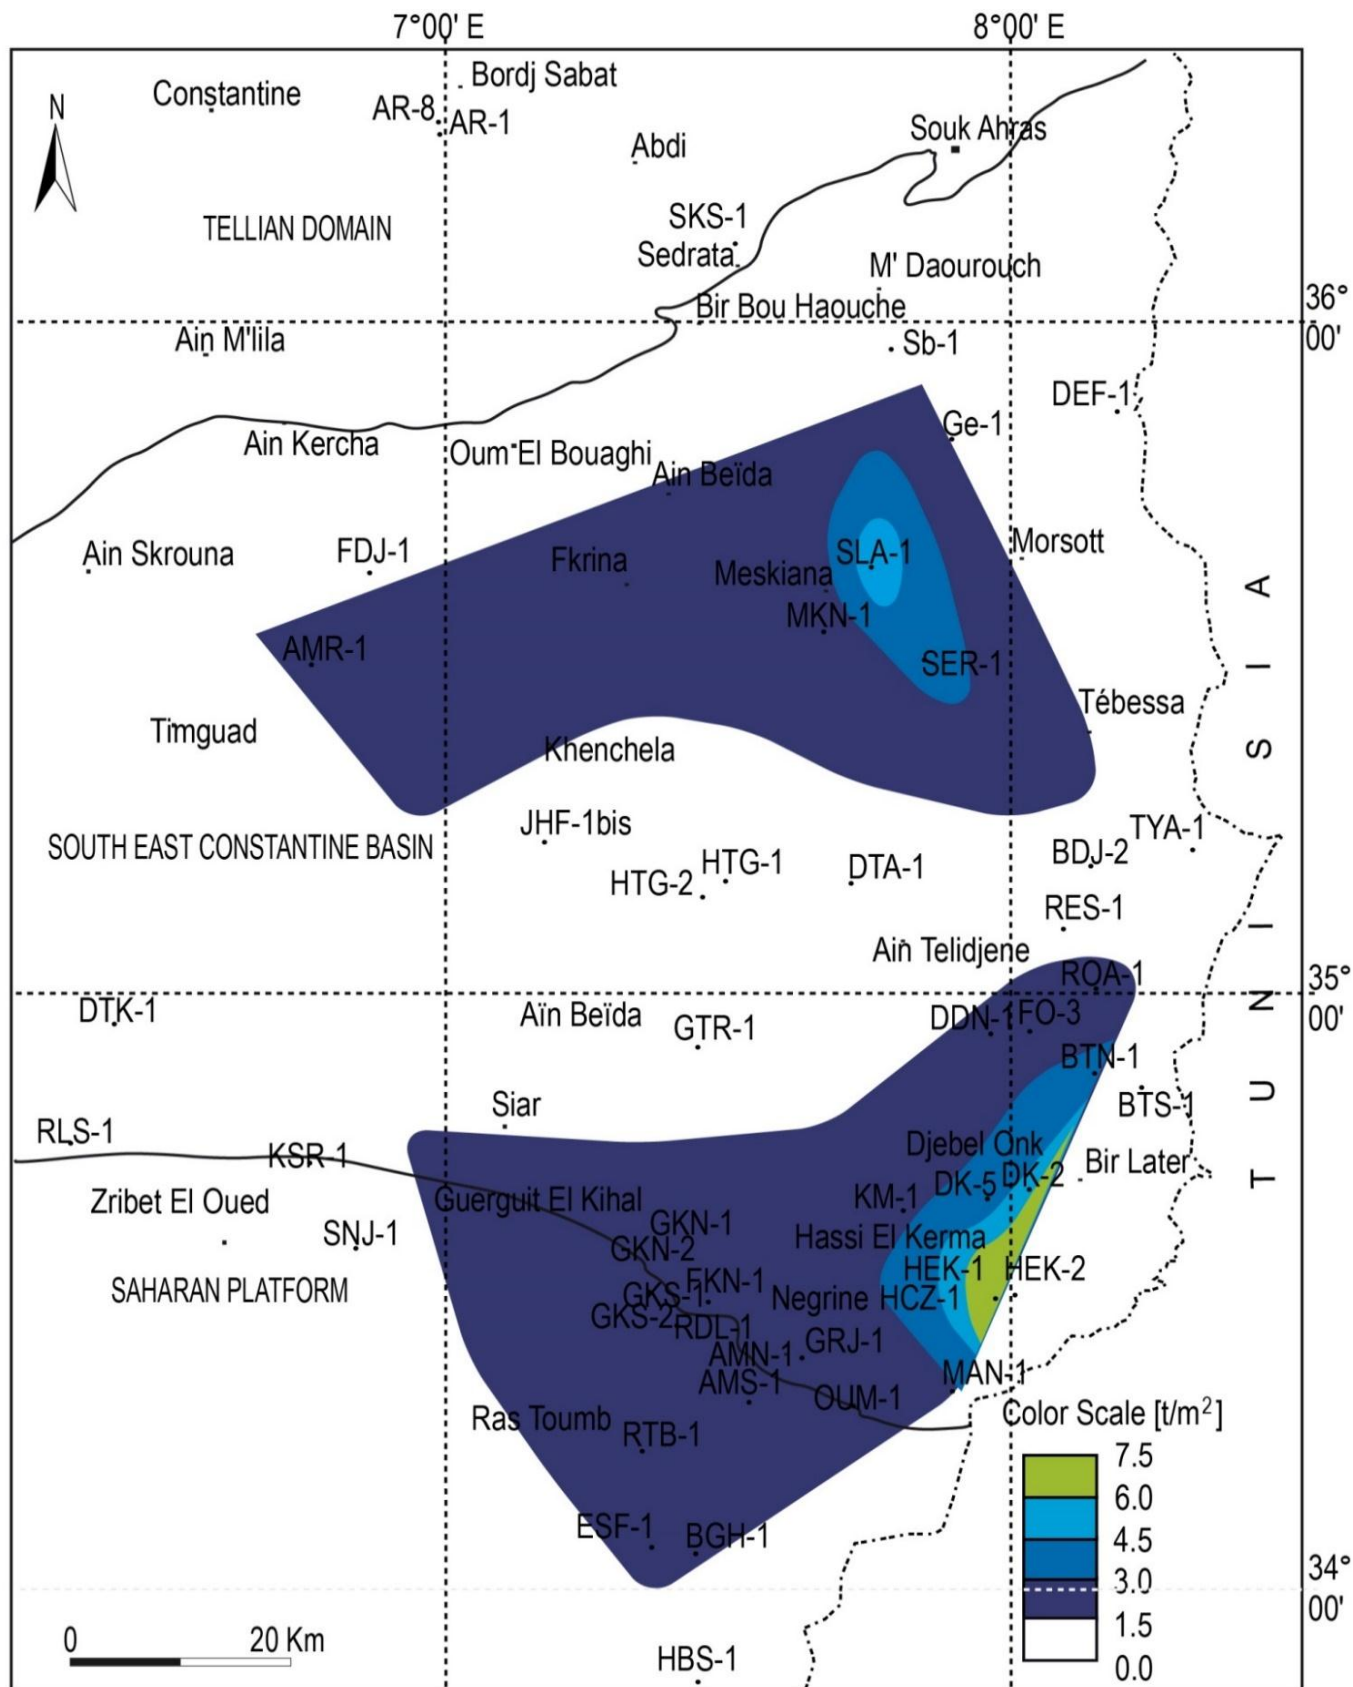 7°00' E
8°00' E
Bordj Sabat
Constantine
N
AR-8
AR-1
Souk Ahras
Abdi
SKS-1
TELLIAN DOMAIN
Sedrata
M' Daourouch
36°
00'
Bir Bou Haouche
Ain M'lila
Sb-1
DEF-1
Ge-1
Ain Kercha
Oum El Bouaghi
Ain Beïda
Ain Skrouna
FDJ-1
Fkrina
Meskiana
SLA-1
Morsott
MKN-1
AMR-1
SER-1
Timguad
Tébessa
Khenchela
JHF-1bis
SOUTH EAST CONSTANTINE BASIN
TYA-1
BDJ-2
HTG-1
HTG-2
DTA-1
RES-1
Ain Telidjene
ROA-1
35°
00'
DTK-1
Aïn Beïda
GTR-1
DDN-1
FO-3
BTN-1
Siar
BTS-1
RLS-1
KSR-1
Djebel Onk
DK-5
DK-2
Bir Later
Zribet El Oued
Guerguit El Kihal
KM-1
SNJ-1
GKN-1
GKN-2
Hassi El Kerma
HEK-1
HEK-2
SAHARAN PLATFORM
FKN-1
GKS-1
GKS-2
Negrine
HCZ-1
RDL-1
GRJ-1
AMN-1
AMS-1
MAN-1
OUM-1
Ras Toumb
RTB-1
ESF-1
BGH-1
HBS-1
TUNISIA
Color Scale [t/m²]
7.5
6.0
4.5
3.0
1.5
0.0
34°
00'
0
20 Km